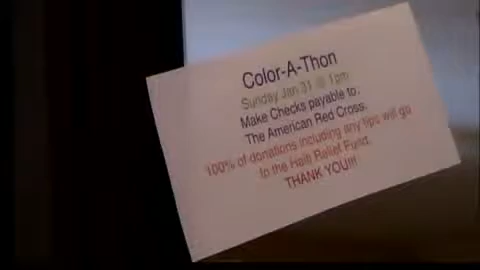 Color-A-Thon
Sunday Jan 31 @ 1pm
Make Checks payable to,
The American Red Cross.
100% of donations including any tips will go
to the Haiti Relief Fund.
THANK YOU!!!